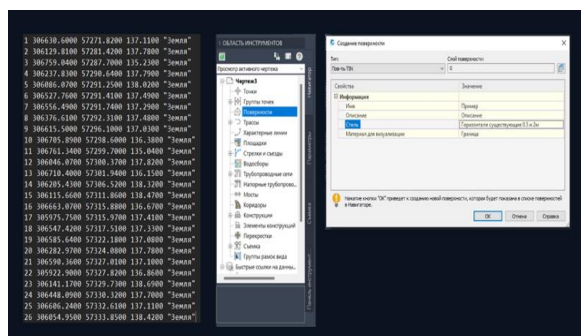 1 306630.6000 57271.8200 137.1100 "Земля"
2 306129.8100 57281.4200 137.7800 "Земля"
3 306759.0400 57287.7000 135.2300 "Земля"
4 306237.8300 57290.6400 137.7900 "Земля"
5 306086.0700 57291.2500 138.0200 "Земля"
6 306527.7600 57291.4100 137.4900 "Земля"
7 306556.4900 57291.7400 137.2900 "Земля"
8 306376.6100 57292.3100 137.4800 "Земля"
9 306615.5000 57296.1000 137.0300 "Земля"
10 306705.8900 57298.6000 136.3800 "Земля"
11 306761.3400 57299.7000 135.0400 "Земля"
12 306046.0700 57300.3700 137.8200 "Земля"
13 306710.4000 57301.9400 136.1500 "Земля"
14 306205.4300 57306.5200 138.3200 "Земля"
15 306115.6600 57311.8600 138.4700 "Земля"
16 306663.0700 57315.8800 136.6700 "Земля"
17 305975.7500 57315.9700 137.4100 "Земля"
18 306547.4200 57317.5100 137.3300 "Земля"
19 306585.6400 57322.1800 137.0800 "Земля"
20 306282.9700 57324.0800 137.7800 "Земля"
21 306590.3600 57327.0100 137.1000 "Земля"
22 305922.9000 57327.8200 136.8600 "Земля"
23 306141.1700 57329.7300 138.6900 "Земля"
24 306448.0900 57330.3200 137.7000 "Земля"
25 306606.2400 57332.6100 137.1100 "Земля"
26 306054.9500 57333.8500 138.4200 "Земля"
ОБЛАСТЬ ИНСТРУМЕНТОВ
Просмотр активного чертежа
Чертеж3
Точки
Группы точек
Поверхности
Трассы
Характерные линии
Площадки
Стрелки и съезды
Водосборы
Трубопроводные сети
Напорные трубопрово...
Мосты
Коридоры
Конструкции
Элементы конструкций
Перекрестки
Съемка
Группы рамок вида
Быстрые ссылки на данны...
Навигатор
Параметры
Съемка
Панель инструмент
Создание поверхности
Тип:
Слой поверхности:
Пов-ть TIN
0
Свойства
Значение
Информация
Имя
Пример
Описание
Описание
Стиль
Горизонтали существующие 0.5 и 2м
Материал для визуализации
Граница
Нажатие кнопки "ОК" приведет к созданию новой поверхности, которая будет показана в списке поверхностей в Навигаторе.
ОК
Отмена
Справка